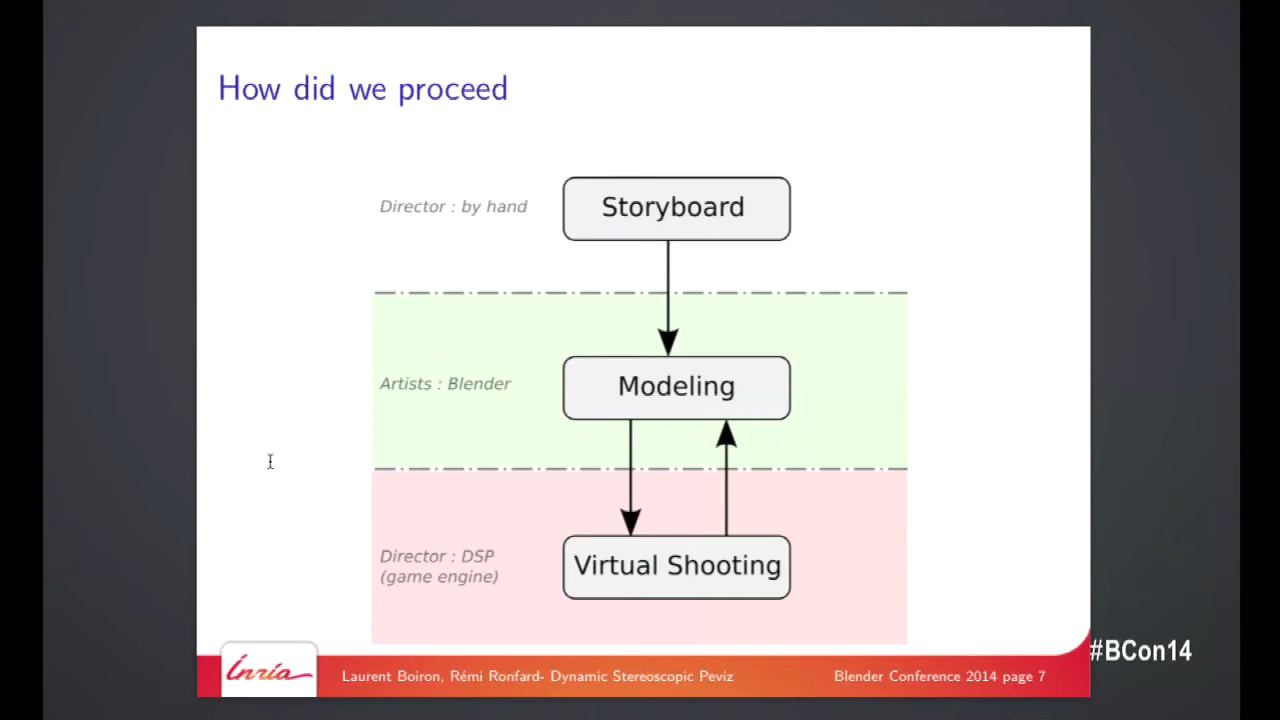 How did we proceed
Director : by hand
Storyboard
Artists : Blender
Modeling
Director : DSP
(game engine)
Virtual Shooting
#BCon14
Inria
Laurent Boiron, Rémi Ronfard- Dynamic Stereoscopic Peviz
Blender Conference 2014 page 7